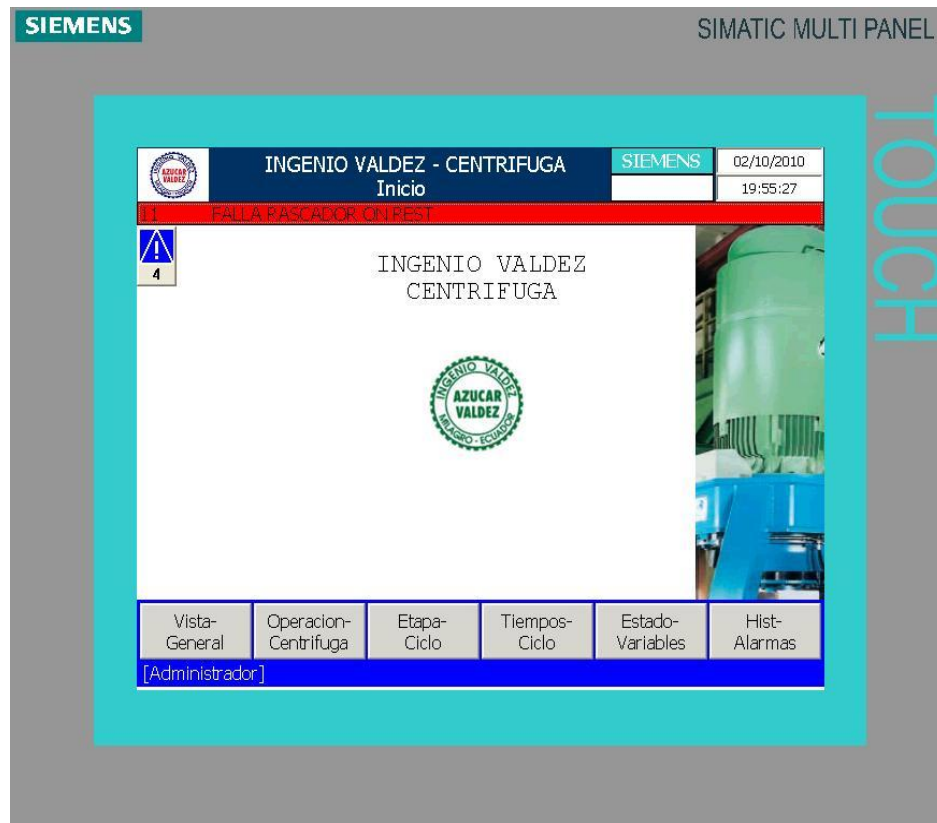 SIEMENS
SIMATIC MULTI PANEL
TOUCH
INGENIO VALDEZ - CENTRIFUGA
Inicio
SIEMENS
02/10/2010
19:55:27
AZUCAR
VALDEZ
11 FALLA RASCADOR ON REST
4
INGENIO VALDEZ
CENTRIFUGA
INGENIO VALDEZ
AZUCAR
VALDEZ
MILAGRO - ECUADOR
Vista-
General
Operacion-
Centrifuga
Etapa-
Ciclo
Tiempos-
Ciclo
Estado-
Variables
Hist-
Alarmas
[Administrador]